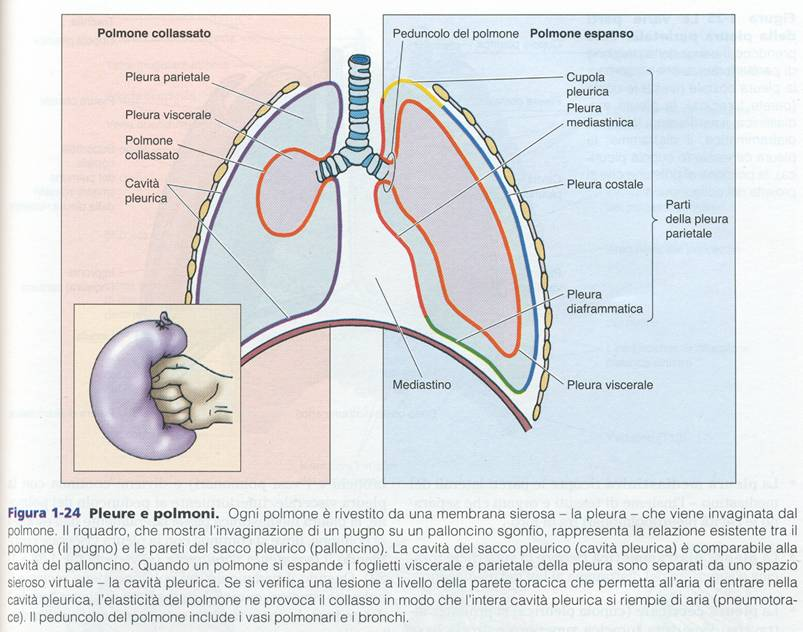 Polmone collassato
Peduncolo del polmone
Polmone espanso
Pleura parietale
Pleura viscerale
Polmone
collassato
Cavità
pleurica
Cupola
pleurica
Pleura
mediastinica
Pleura costale
Parti
della pleura
parietale
Pleura
diaframmatica
Mediastino
Pleura viscerale
Figura 1-24 Pleure e polmoni. Ogni polmone è rivestito da una membrana sierosa – la pleura – che viene invaginata dal
polmone. Il riquadro, che mostra l'invaginazione di un pugno su un palloncino sgonfio, rappresenta la relazione esistente tra il
polmone (il pugno) e le pareti del sacco pleurico (palloncino). La cavità del sacco pleurico (cavità pleurica) è comparabile alla
cavità del palloncino. Quando un polmone si espande i foglietti viscerale e parietale della pleura sono separati da uno spazio
sieroso virtuale – la cavità pleurica. Se si verifica una lesione a livello della parete toracica che permetta all'aria di entrare nella
cavità pleurica, l'elasticità del polmone ne provoca il collasso in modo che l'intera cavità pleurica si riempie di aria (pneumotora-
ce). Il peduncolo del polmone include i vasi polmonari e i bronchi.